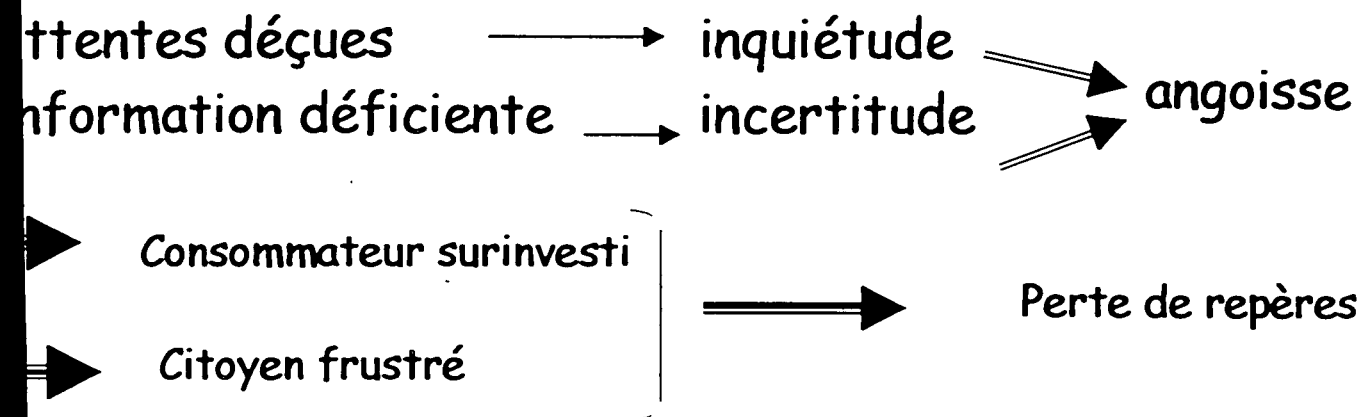 ttentes déçues inquiétude
nformation déficiente incertitude angoisse
Consommateur surinvesti
Perte de repères
Citoyen frustré